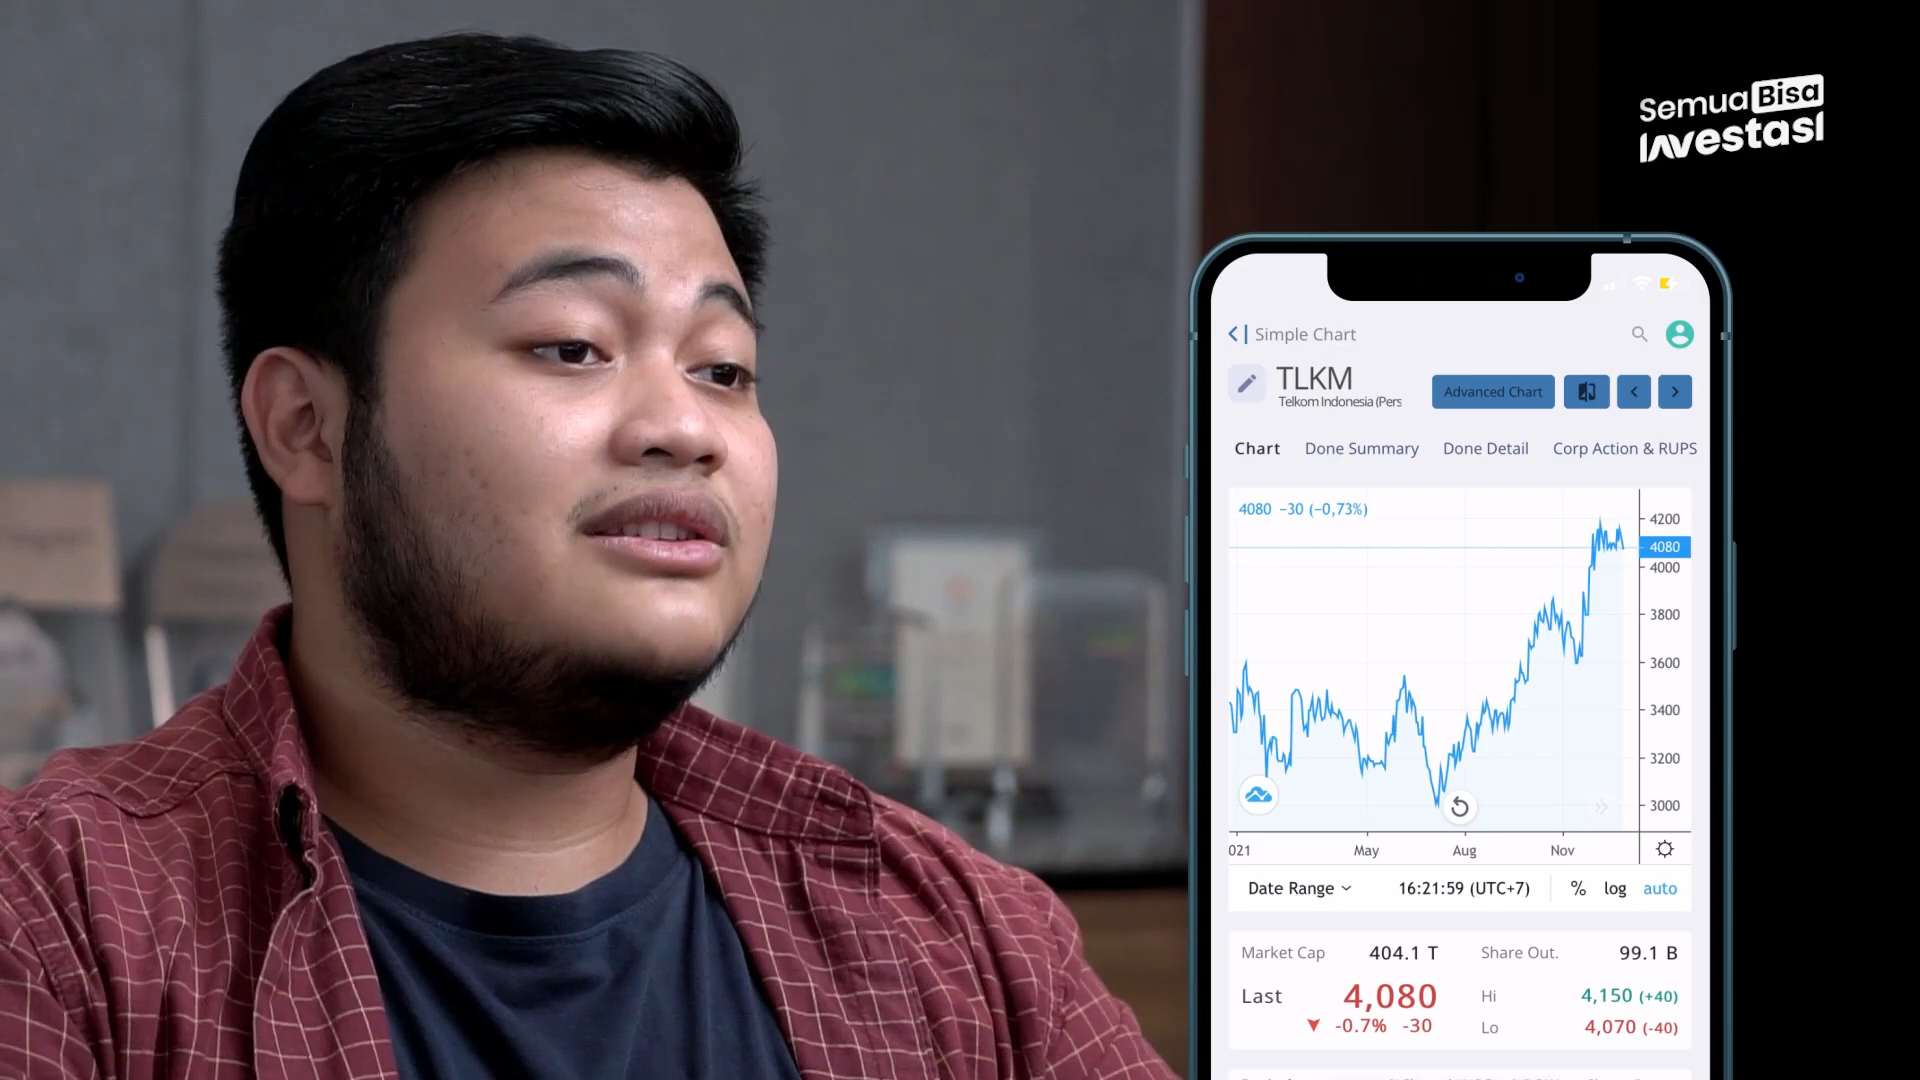 Semua Bisa
Investasi
Simple Chart
TLKM
Telkom Indonesia (Pers
Advanced Chart
Chart Done Summary Done Detail Corp Action & RUPS
4080 −30 (−0,73%)
4200
4080
4000
3800
3600
3400
3200
3000
021 May Aug Nov
Date Range 16:21:59 (UTC+7) % log auto
Market Cap 404.1 T Share Out. 99.1 B
Last 4,080 Hi 4,150 (+40)
▼ -0.7% -30 Lo 4,070 (-40)